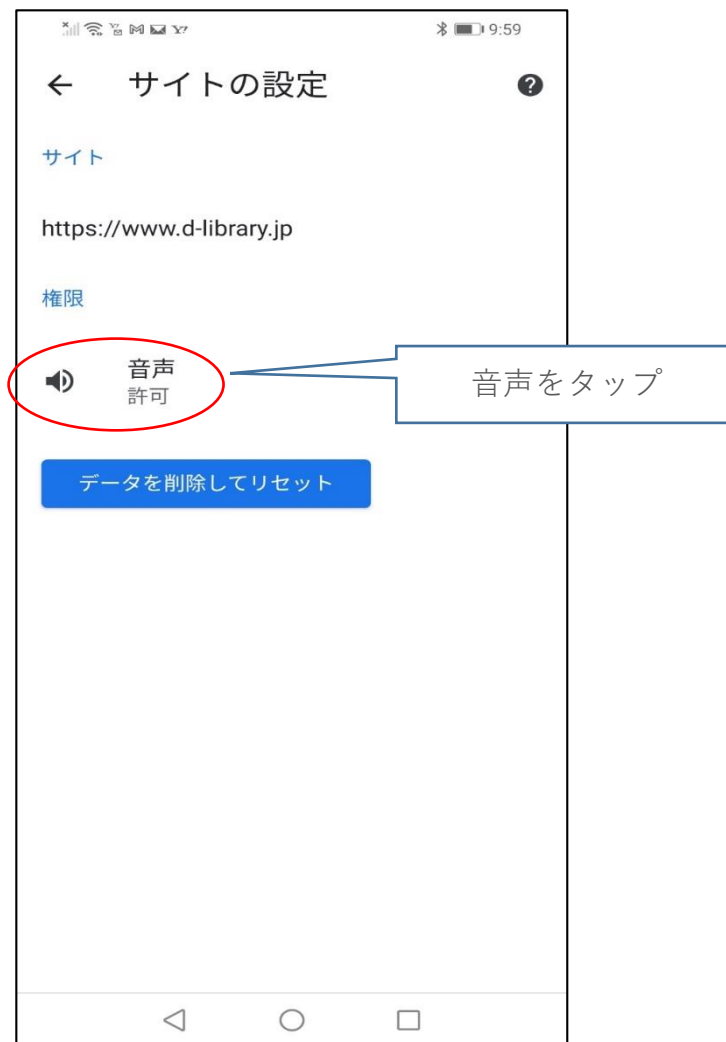 9:59
サイトの設定
サイト
https://www.d-library.jp
権限
音声
許可
音声をタップ
データを削除してリセット